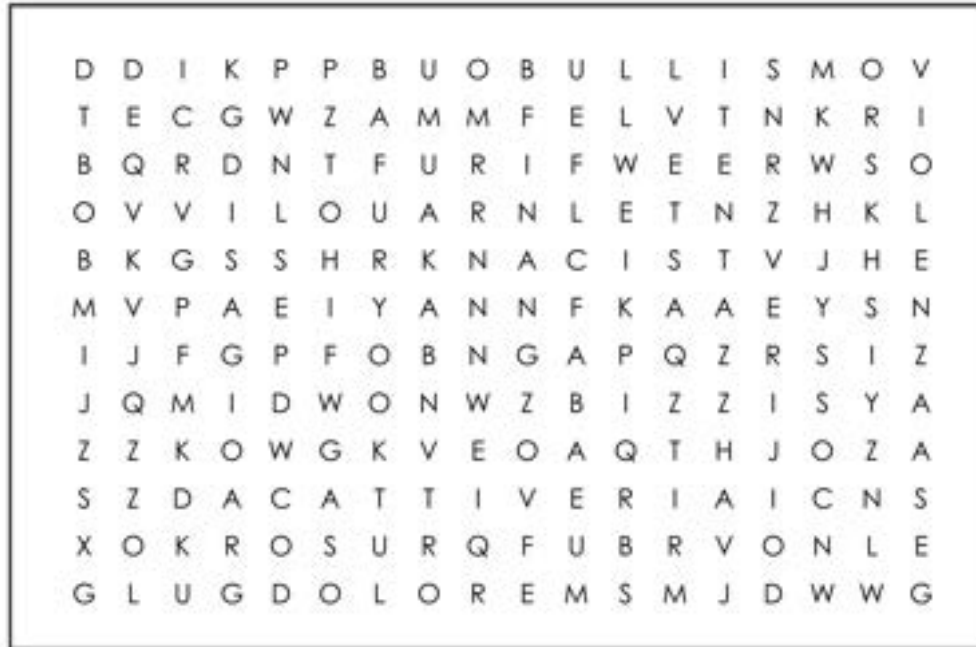 D D I K P P B U O B U L L I S M O V
T E C G W Z A M M F E L V T N K R I
B Q R D N T F U R I F W E E R W S O
O V V I L O U A R N L E T N Z H K L
B K G S S H R K N A C I S T V J H E
M V P A E I Y A N N F K A A E Y S N
I J F G P F O B N G A P Q Z R S I Z
J Q M I D W O N W Z B I Z Z I S Y A
Z Z K O W G K V E O A Q T H J O Z A
S Z D A C A T T I V E R I A I C N S
X O K R O S U R Q F U B R V O N L E
G L U G D O L O R E M S M J D W W G